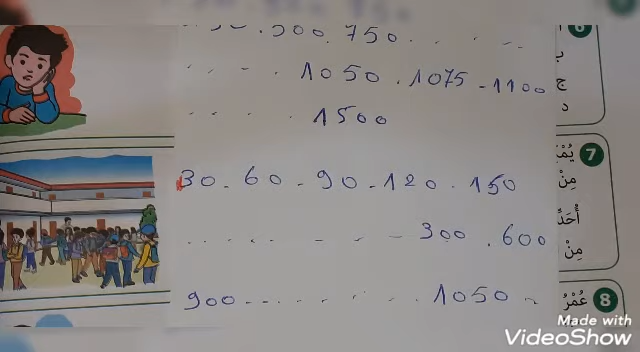 .500.750.......
.....1050.1075-1100
.....1500
30.60-90-120.150
...........300.600
900...........1050..
6
ب
ج
د
7
مِنْ
أَحَدَ
مِنْ
8 عُمْرُ
Made with
VideoShow